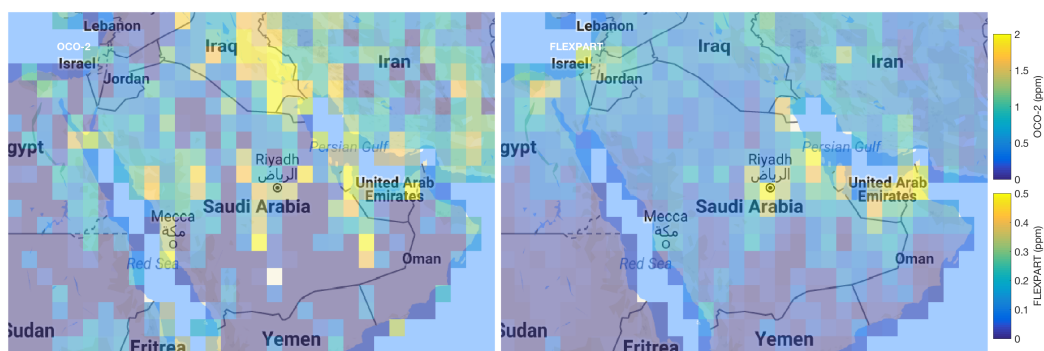 Lebanon
OCO-2
Iraq
Israel
Iran
Jordan
gypt
Persian Gulf
Riyadh
الرياض
United Arab
Emirates
Saudi Arabia
Mecca
مكة
Red Sea
Oman
Sudan
Yemen
Eritrea
Lebanon
FLEXPART
Iraq
Israel
Iran
Jordan
gypt
Persian Gulf
Riyadh
الرياض
United Arab
Emirates
Saudi Arabia
Mecca
مكة
Red Sea
Oman
Sudan
Yemen
Eritrea
2
1.5
1
0.5
0
OCO-2 (ppm)
0.5
0.4
0.3
0.2
0.1
0
FLEXPART (ppm)